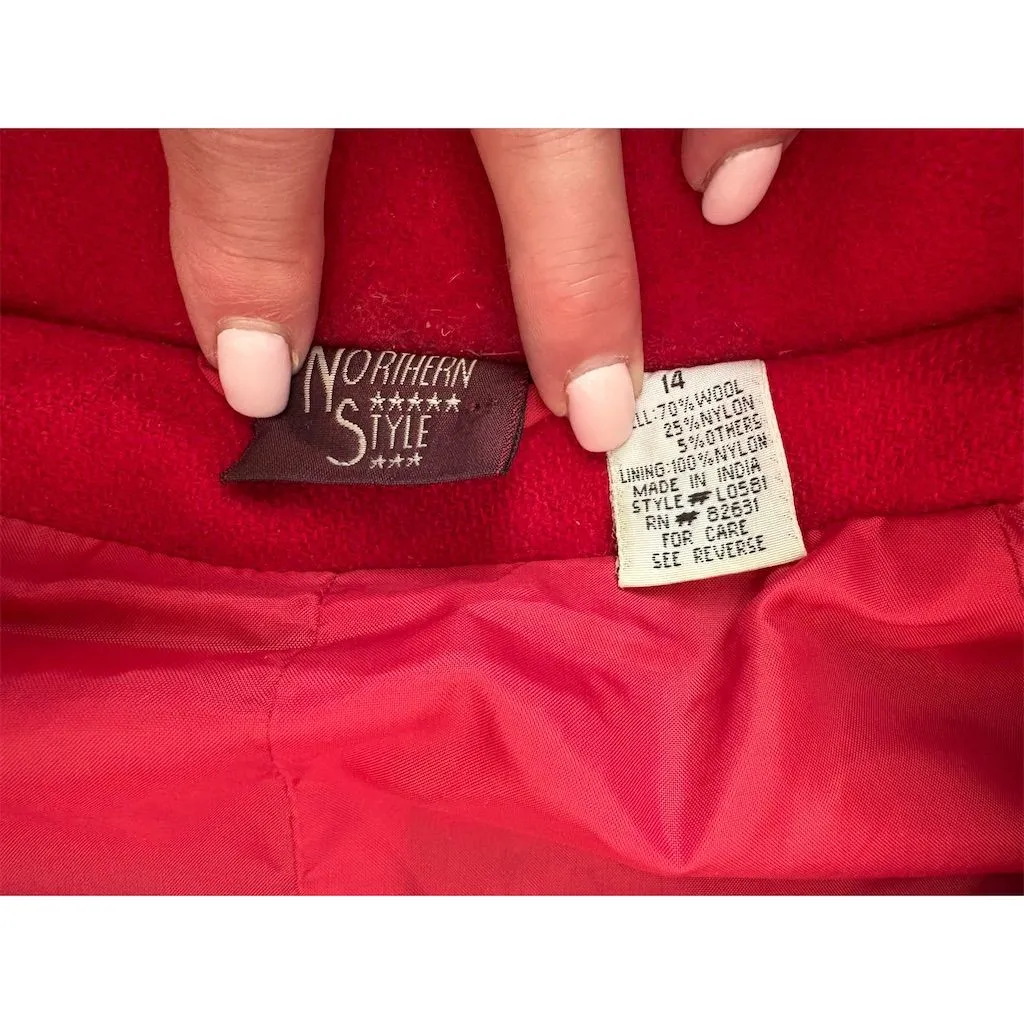 NORTHERN
★★★★★
STYLE
★★★
14
LL:70%WOOL
25%NYLON
5%OTHERS
LINING:100%NYLON
MADE IN INDIA
STYLE # L0581
RN # 82631
FOR CARE
SEE REVERSE